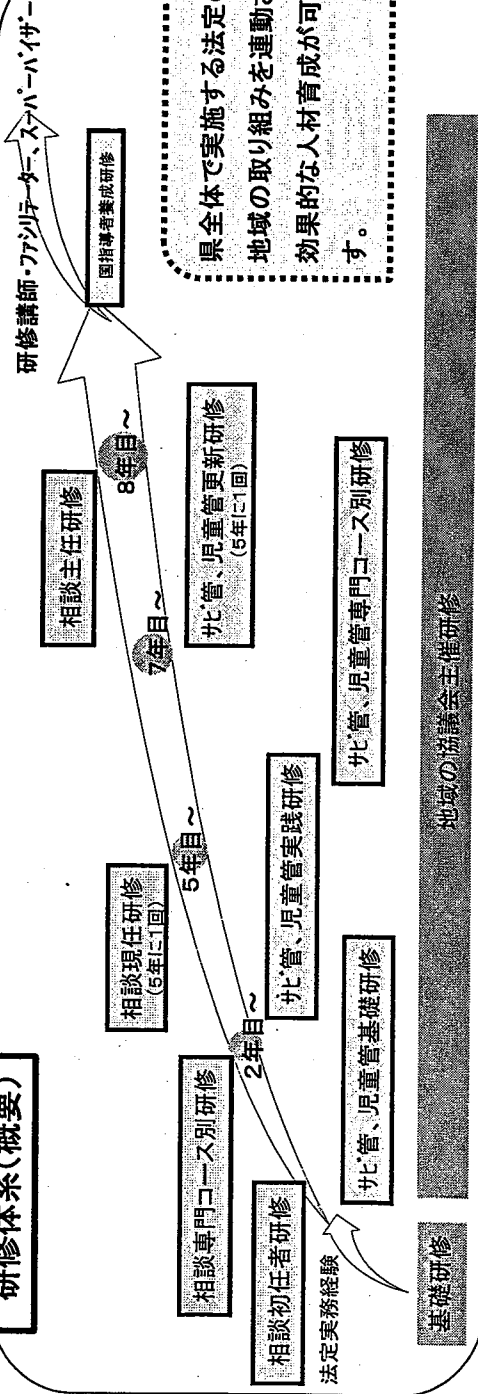 研修体系（概要）
研修講師・ファシリテーター、スーパーバイザー
国指導者養成研修
相談主任研修
8年目～
相談現任研修
（5年に1回）
7年目～
サビ管、児童管更新研修
（5年に1回）
5年目～
相談専門コース別研修
2年目～
サビ管、児童管実践研修
サビ管、児童管専門コース別研修
相談初任者研修
サビ管、児童管基礎研修
法定実務経験
基礎研修
地域の協議会主催研修
県全体で実施する法定
地域の取り組みを連動
効果的な人材育成が可
す。